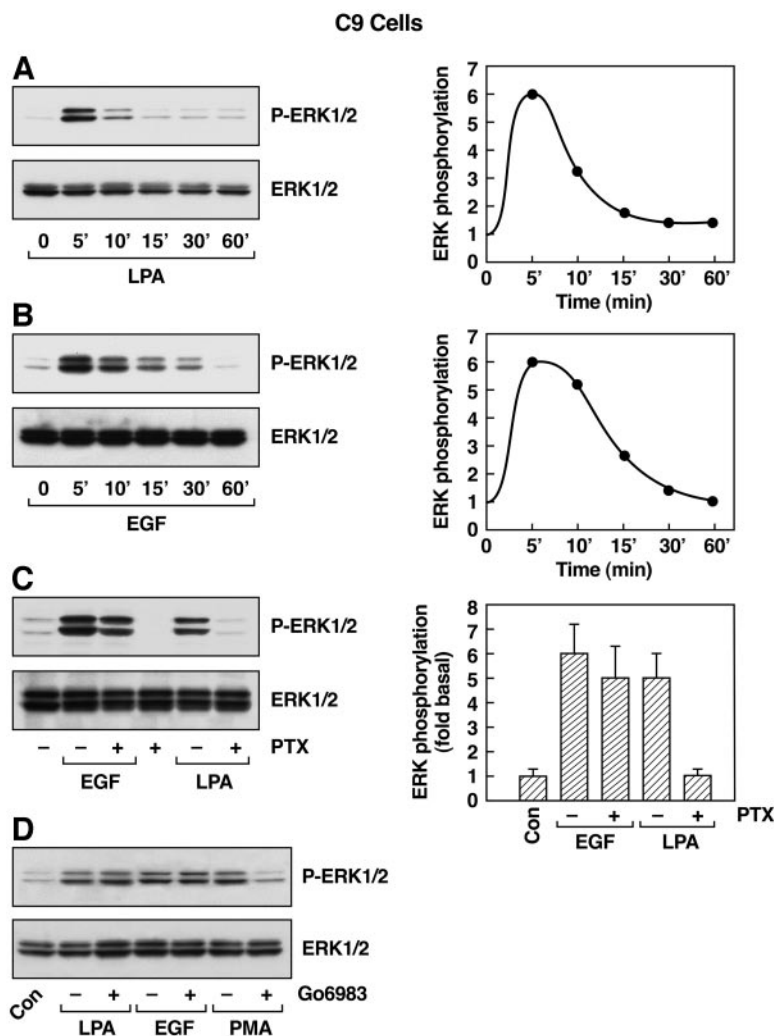 C9 Cells
A
P-ERK1/2
ERK1/2
0 5’ 10’ 15’ 30’ 60’
LPA
ERK phosphorylation
7
6
5
4
3
2
1
0
0 5’ 10’ 15’ 30’ 60’
Time (min)
B
P-ERK1/2
ERK1/2
0 5’ 10’ 15’ 30’ 60’
EGF
ERK phosphorylation
7
6
5
4
3
2
1
0
0 5’ 10’ 15’ 30’ 60’
Time (min)
C
P-ERK1/2
ERK1/2
– – + + – + PTX
EGF LPA
ERK phosphorylation
(fold basal)
8
7
6
5
4
3
2
1
0
Con – + – + PTX
EGF LPA
D
P-ERK1/2
ERK1/2
Con – + – + – + Go6983
LPA EGF PMA